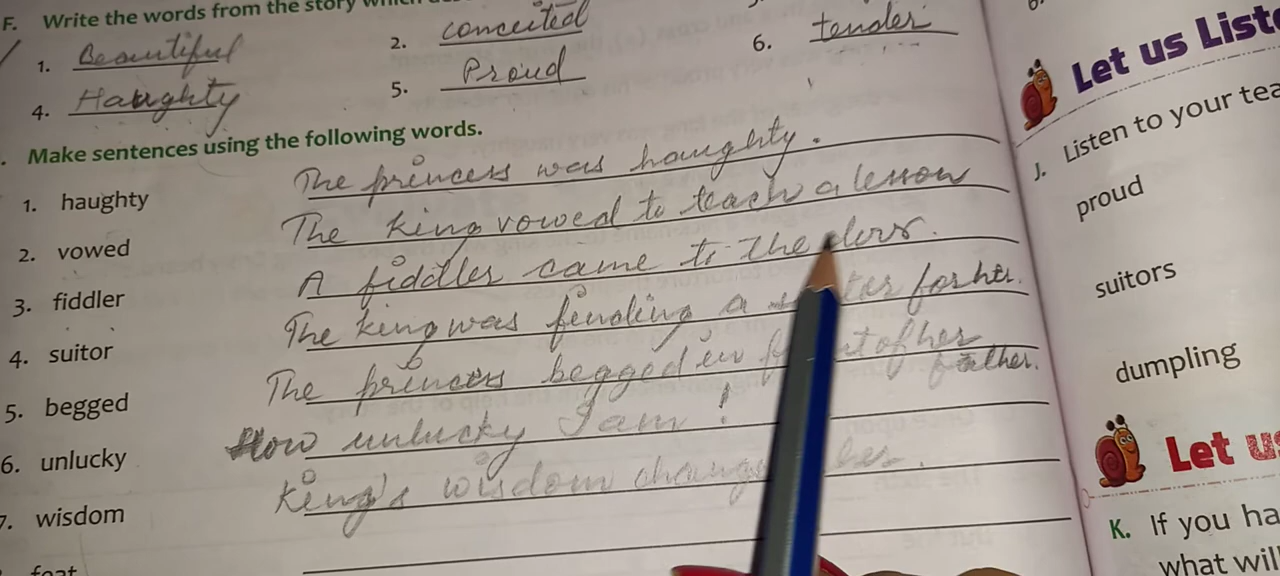 F. Write the words from the story which
1. Beautiful 2. conceited
4. Haughty 5. Proud 6. tender
Make sentences using the following words.
1. haughty The princess was haughty.
2. vowed The king vowed to teach a lesson
3. fiddler A fiddler came to the door.
4. suitor The king was finding a for her.
5. begged The princess begged in front of her father.
6. unlucky How unlucky I am!
7. wisdom King's wisdom her.
Let us
J. Listen to your
proud
suitors
dumpling
Let us
K. If you
what will